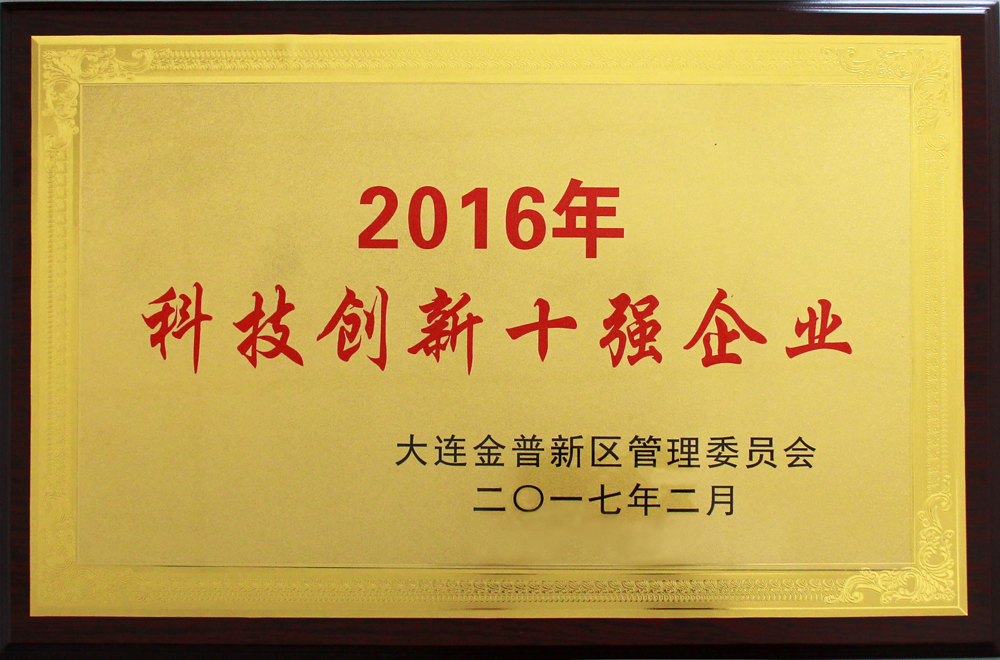 2016年
科技创新十强企业
大连金普新区管理委员会
二〇一七年二月